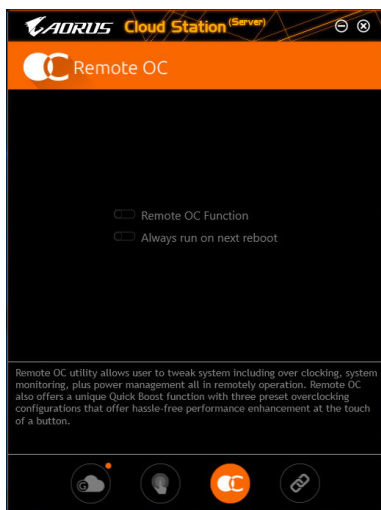 AORUS Cloud Station (Server)
Remote OC
Remote OC Function
Always run on next reboot
Remote OC utility allows user to tweak system including over clocking, system
monitoring, plus power management all in remotely operation. Remote OC
also offers a unique Quick Boost function with three preset overclocking
configurations that offer hassle-free performance enhancement at the touch
of a button.
G